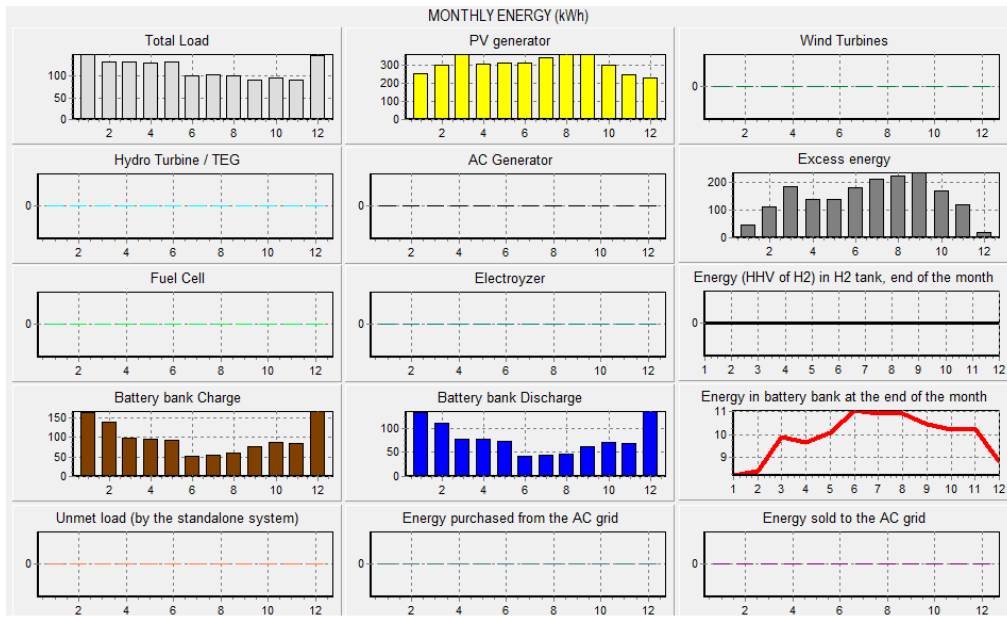 MONTHLY ENERGY (kWh)
Total Load
100
50
0
2 4 6 8 10 12
PV generator
300
200
100
0
2 4 6 8 10 12
Wind Turbines
0
2 4 6 8 10 12
Hydro Turbine / TEG
0
2 4 6 8 10 12
AC Generator
0
2 4 6 8 10 12
Excess energy
200
100
0
2 4 6 8 10 12
Fuel Cell
0
2 4 6 8 10 12
Electroyzer
0
2 4 6 8 10 12
Energy (HHV of H2) in H2 tank, end of the month
0
1 2 3 4 5 6 7 8 9 10 11 12
Battery bank Charge
150
100
50
0
2 4 6 8 10 12
Battery bank Discharge
100
50
0
2 4 6 8 10 12
Energy in battery bank at the end of the month
11
10
9
1 2 3 4 5 6 7 8 9 10 11 12
Unmet load (by the standalone system)
0
2 4 6 8 10 12
Energy purchased from the AC grid
0
2 4 6 8 10 12
Energy sold to the AC grid
0
2 4 6 8 10 12